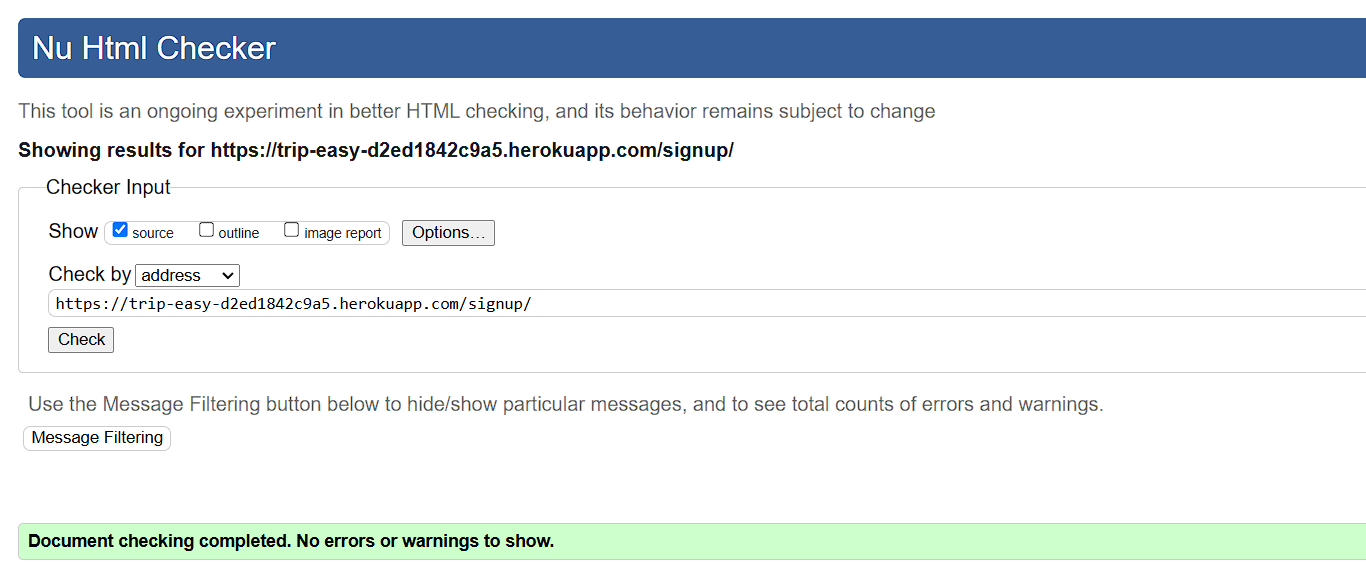 Nu Html Checker
This tool is an ongoing experiment in better HTML checking, and its behavior remains subject to change
Showing results for https://trip-easy-d2ed1842c9a5.herokuapp.com/signup/
Checker Input
Show source outline image report Options...
Check by address
https://trip-easy-d2ed1842c9a5.herokuapp.com/signup/
Check
Use the Message Filtering button below to hide/show particular messages, and to see total counts of errors and warnings.
Message Filtering
Document checking completed. No errors or warnings to show.